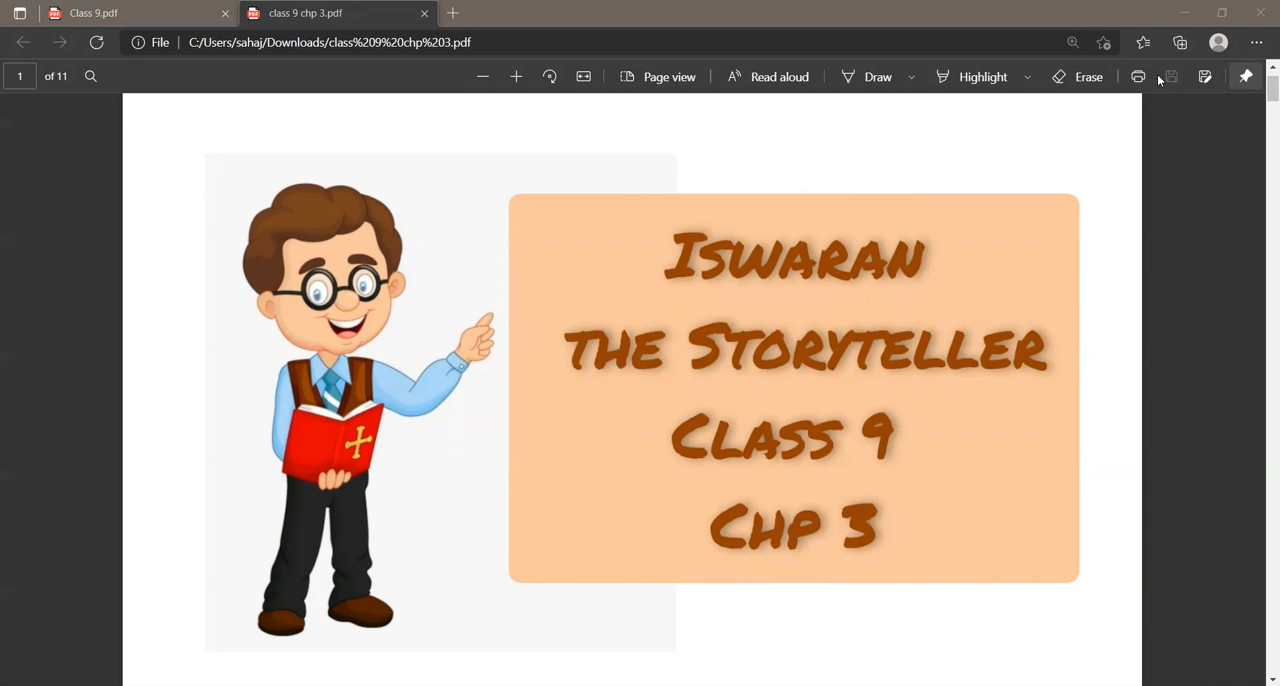 Class 9.pdf
class 9 chp 3.pdf
File
C:/Users/sahaj/Downloads/class%209%20chp%203.pdf
1 of 11
Page view
Read aloud
Draw
Highlight
Erase
ISWARAN
THE STORYTELLER
CLASS 9
CHP 3